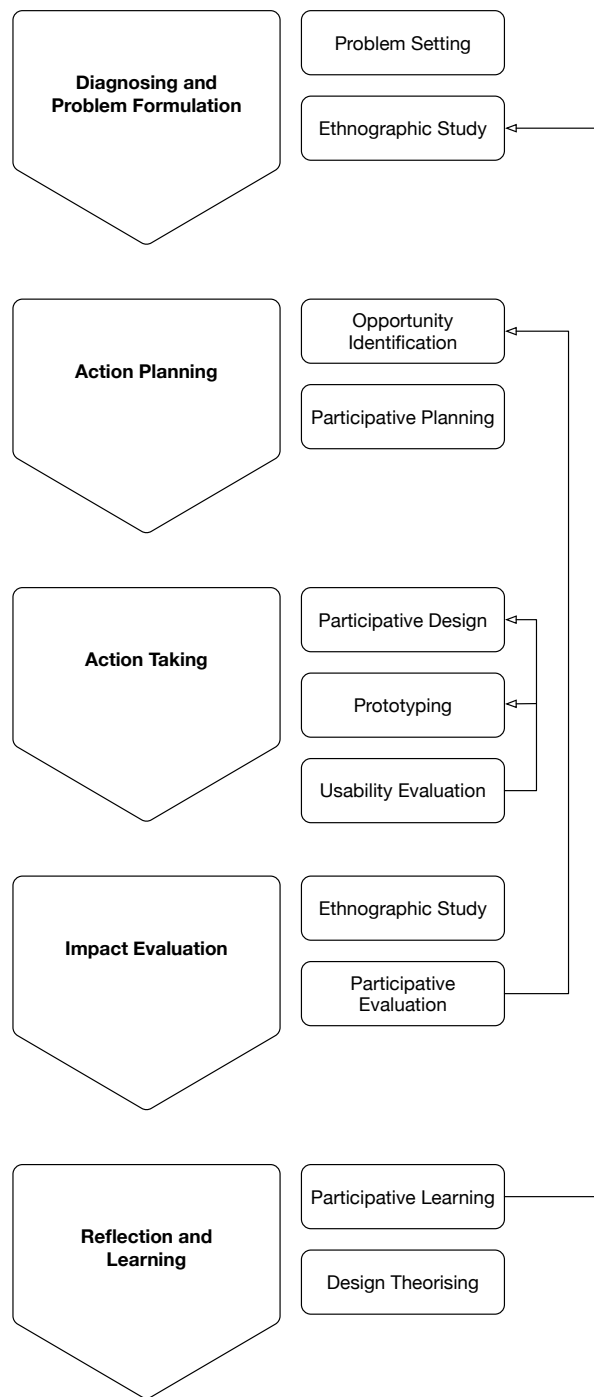 Diagnosing and
Problem Formulation
Problem Setting
Ethnographic Study
Action Planning
Opportunity
Identification
Participative Planning
Action Taking
Participative Design
Prototyping
Usability Evaluation
Impact Evaluation
Ethnographic Study
Participative
Evaluation
Reflection and
Learning
Participative Learning
Design Theorising